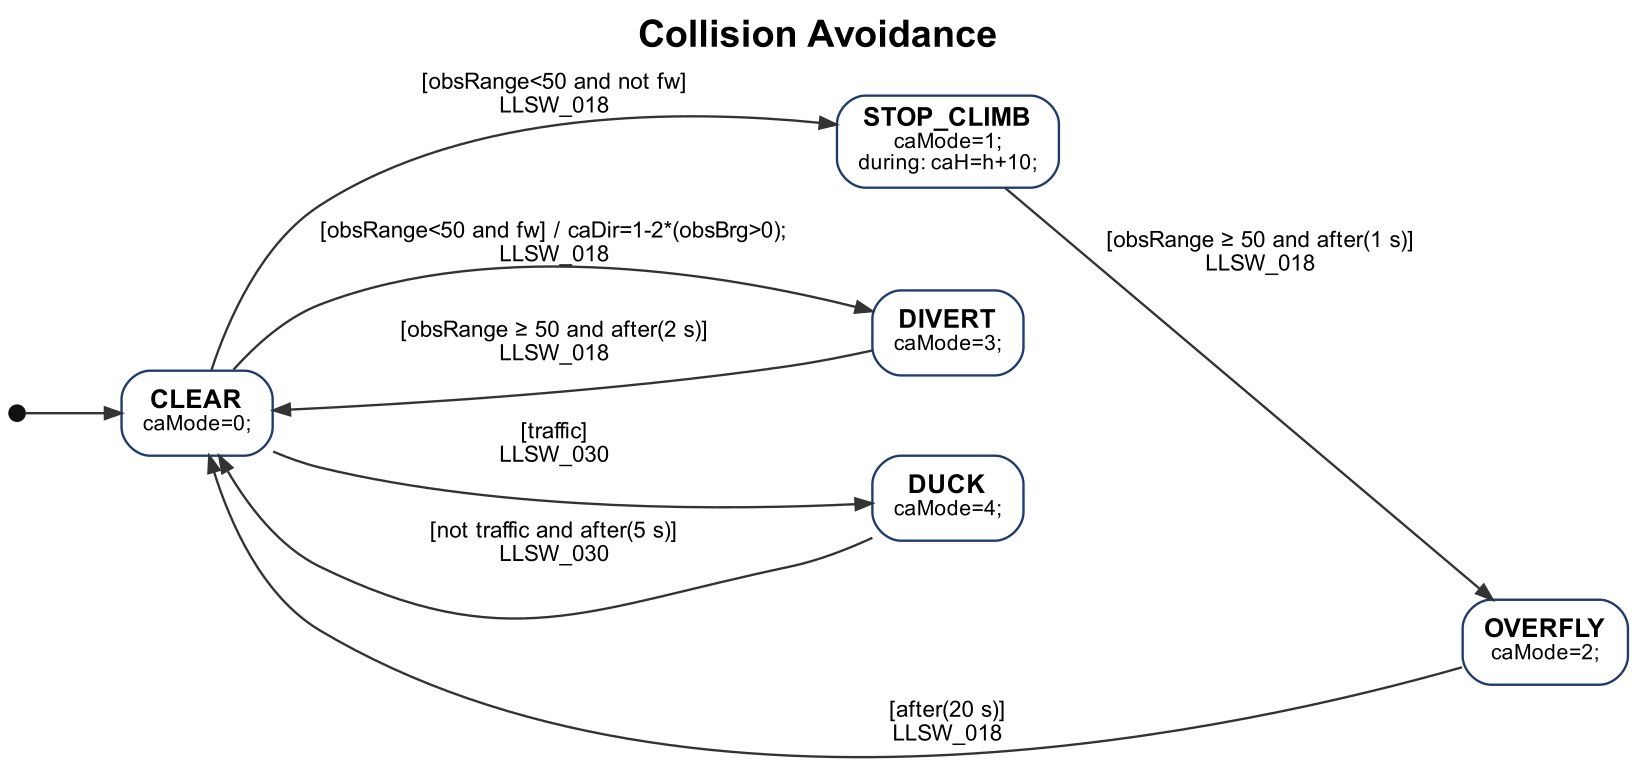 Collision Avoidance
[obsRange<50 and not fw]
LLSW_018
STOP_CLIMB
caMode=1;
during: caH=h+10;
[obsRange<50 and fw] / caDir=1-2*(obsBrg>0);
LLSW_018
[obsRange ≥ 50 and after(1 s)]
LLSW_018
DIVERT
caMode=3;
[obsRange ≥ 50 and after(2 s)]
LLSW_018
CLEAR
caMode=0;
[traffic]
LLSW_030
DUCK
caMode=4;
[not traffic and after(5 s)]
LLSW_030
OVERFLY
caMode=2;
[after(20 s)]
LLSW_018